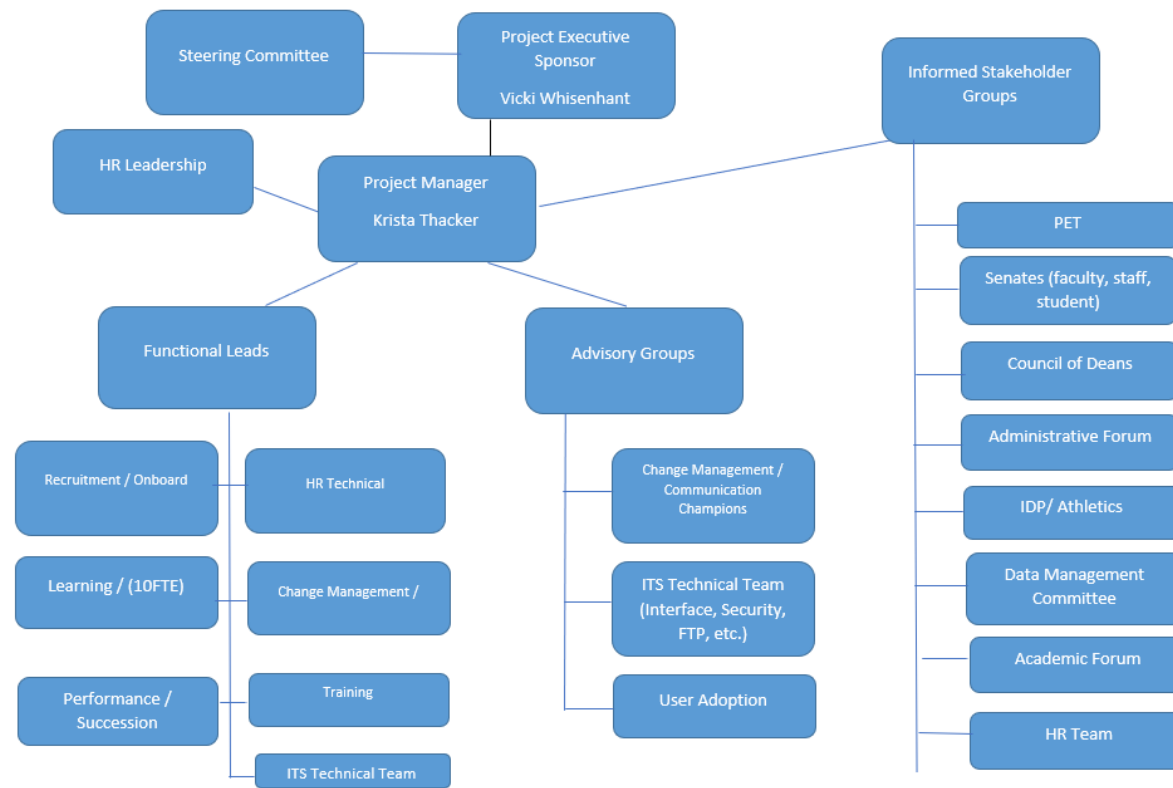 Steering Committee
Project Executive
Sponsor
Vicki Whisenhant
Informed Stakeholder
Groups
HR Leadership
Project Manager
Krista Thacker
Functional Leads
Advisory Groups
Recruitment / Onboard
HR Technical
Learning / (10FTE)
Change Management /
Performance /
Succession
Training
ITS Technical Team
Change Management /
Communication
Champions
ITS Technical Team
(Interface, Security,
FTP, etc.)
User Adoption
PET
Senates (faculty, staff,
student)
Council of Deans
Administrative Forum
IDP/ Athletics
Data Management
Committee
Academic Forum
HR Team